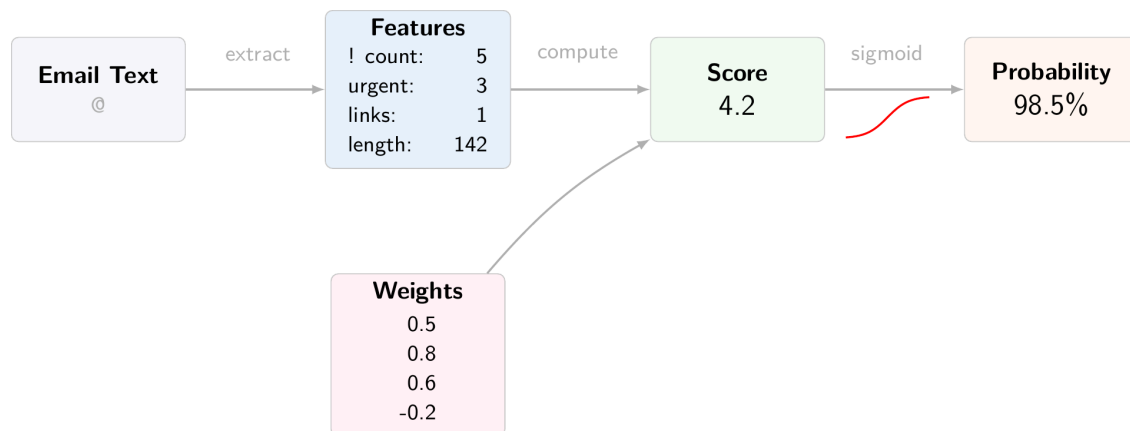 Email Text
@
extract
Features
! count: 5
urgent: 3
links: 1
length: 142
compute
Score
4.2
sigmoid
Probability
98.5%
Weights
0.5
0.8
0.6
-0.2